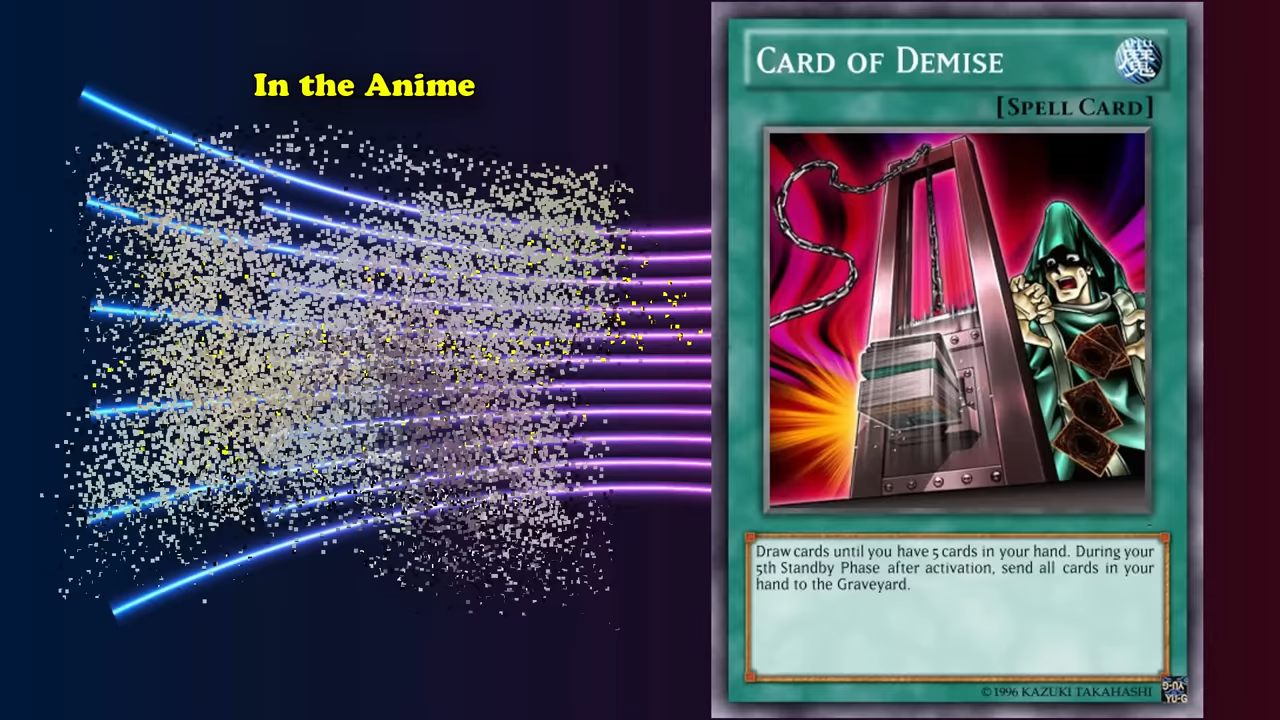 In the Anime
CARD OF DEMISE
魔
[SPELL CARD]
Draw cards until you have 5 cards in your hand. During your
5th Standby Phase after activation, send all cards in your
hand to the Graveyard.
©1996 KAZUKI TAKAHASHI